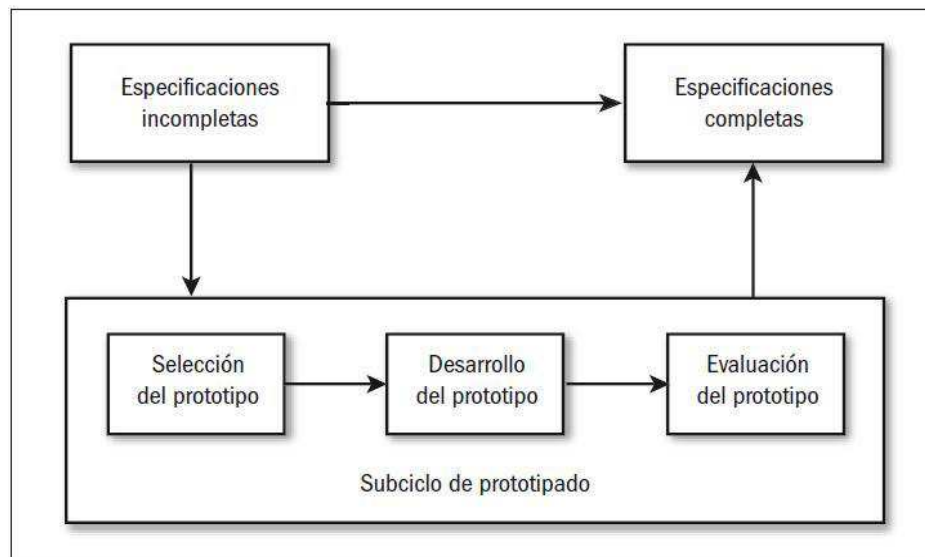 Especificaciones
incompletas
Especificaciones
completas
Selección
del prototipo
Desarrollo
del prototipo
Evaluación
del prototipo
Subciclo de prototipado